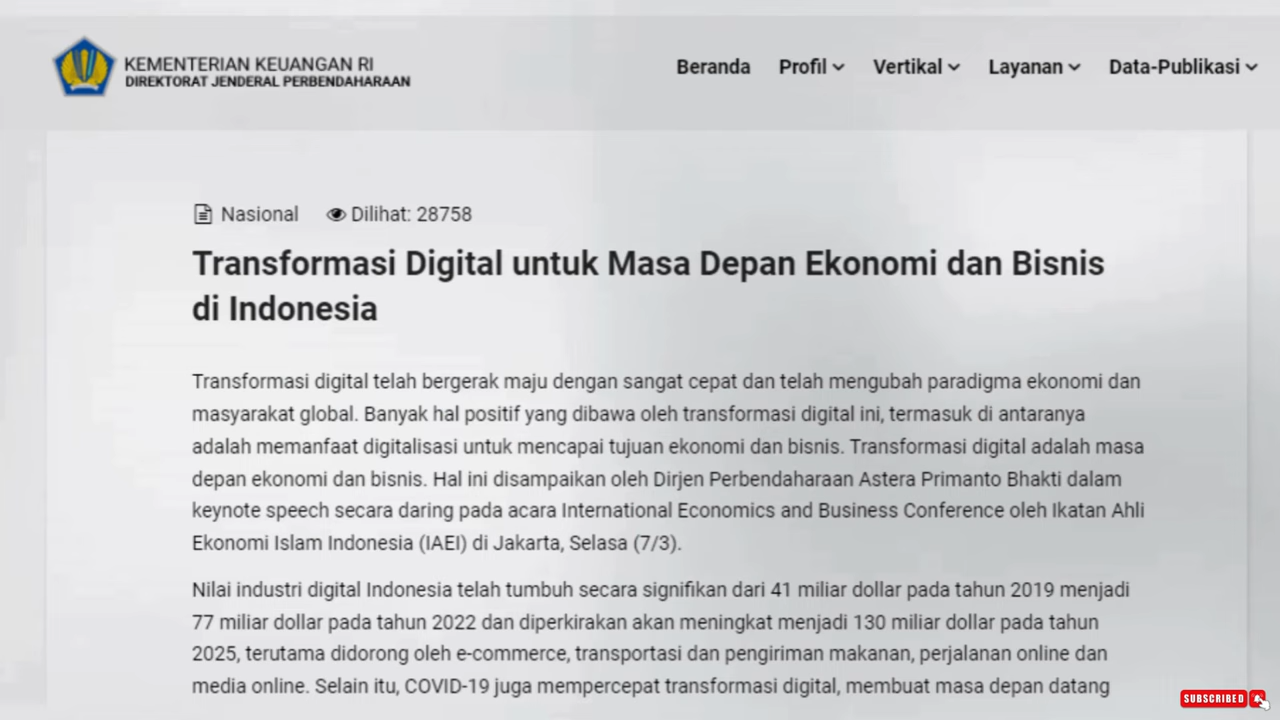 KEMENTERIAN KEUANGAN RI
DIREKTORAT JENDERAL PERBENDAHARAAN
Beranda Profil Vertikal Layanan Data-Publikasi
Nasional Dilihat: 28758
Transformasi Digital untuk Masa Depan Ekonomi dan Bisnis
di Indonesia
Transformasi digital telah bergerak maju dengan sangat cepat dan telah mengubah paradigma ekonomi dan
masyarakat global. Banyak hal positif yang dibawa oleh transformasi digital ini, termasuk di antaranya
adalah memanfaat digitalisasi untuk mencapai tujuan ekonomi dan bisnis. Transformasi digital adalah masa
depan ekonomi dan bisnis. Hal ini disampaikan oleh Dirjen Perbendaharaan Astera Primanto Bhakti dalam
keynote speech secara daring pada acara International Economics and Business Conference oleh Ikatan Ahli
Ekonomi Islam Indonesia (IAEI) di Jakarta, Selasa (7/3).
Nilai industri digital Indonesia telah tumbuh secara signifikan dari 41 miliar dollar pada tahun 2019 menjadi
77 miliar dollar pada tahun 2022 dan diperkirakan akan meningkat menjadi 130 miliar dollar pada tahun
2025, terutama didorong oleh e-commerce, transportasi dan pengiriman makanan, perjalanan online dan
media online. Selain itu, COVID-19 juga mempercepat transformasi digital, membuat masa depan datang
SUBSCRIBED